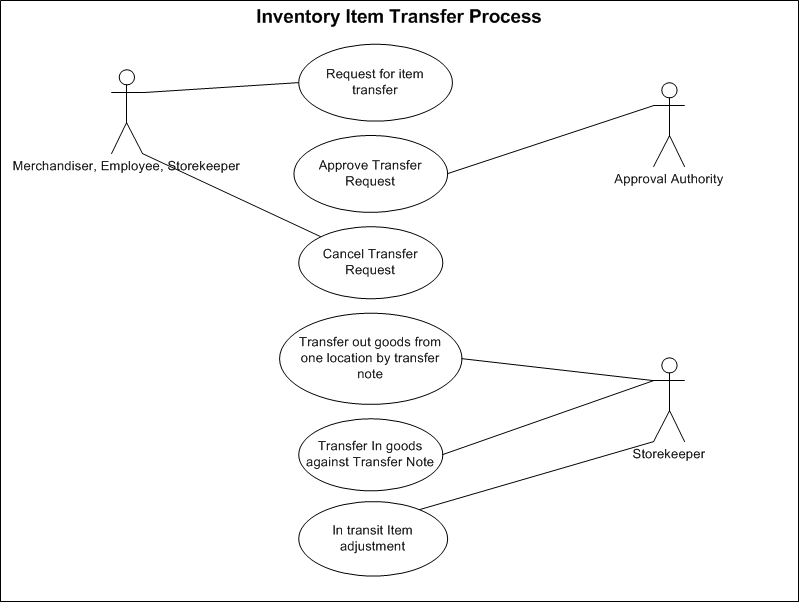 Inventory Item Transfer Process
Request for item
transfer
Merchandiser, Employee, Storekeeper
Approve Transfer
Request
Approval Authority
Cancel Transfer
Request
Transfer out goods from
one location by transfer
note
Transfer In goods
against Transfer Note
Storekeeper
In transit Item
adjustment